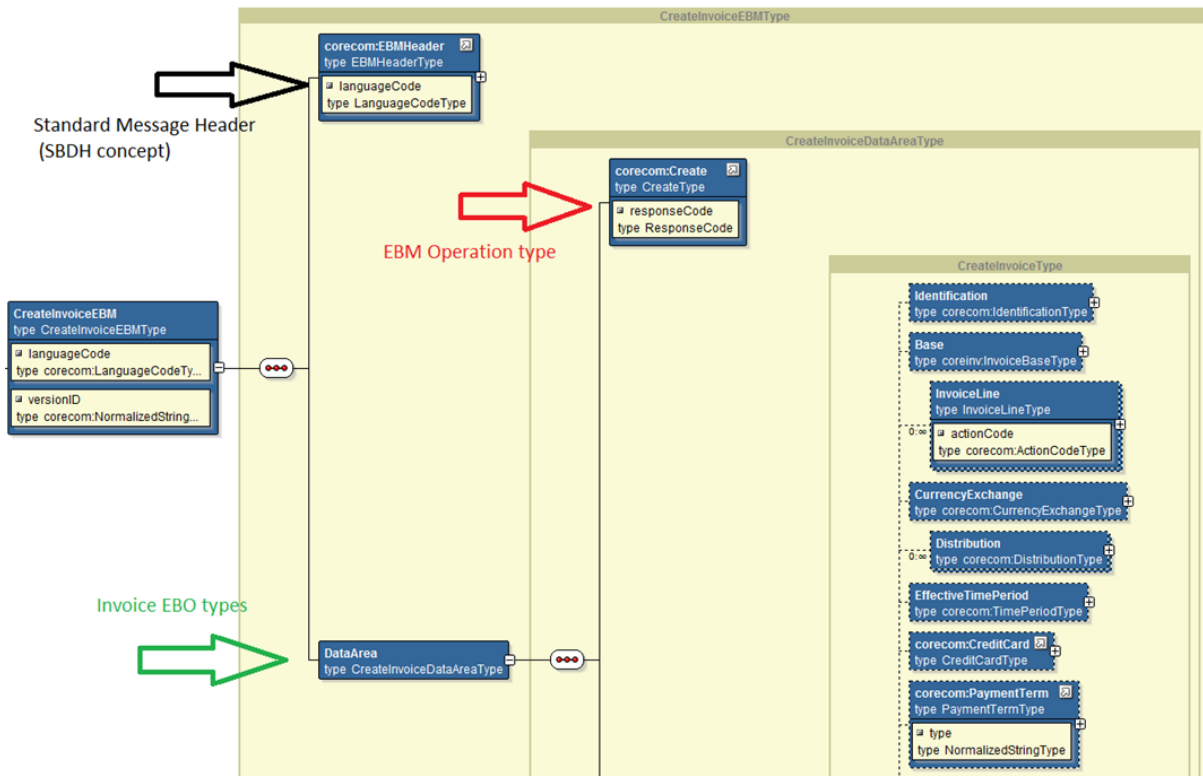 CreateInvoiceEBMType
corecom:EBMHeader
type EBMHeaderType
languageCode
type LanguageCodeType
Standard Message Header
(SBDH concept)
CreateInvoiceDataAreaType
corecom:Create
type CreateType
responseCode
type ResponseCode
EBM Operation type
CreateInvoiceType
Identification
type corecom:IdentificationType
Base
type coreinv:InvoiceBaseType
InvoiceLine
type InvoiceLineType
0:∞
actionCode
type corecom:ActionCodeType
CurrencyExchange
type corecom:CurrencyExchangeType
Distribution
type corecom:DistributionType
0:∞
EffectiveTimePeriod
type corecom:TimePeriodType
corecom:CreditCard
type CreditCardType
corecom:PaymentTerm
type PaymentTermType
type
type NormalizedStringType
CreateInvoiceEBM
type CreateInvoiceEBMType
languageCode
type corecom:LanguageCodeTy...
versionID
type corecom:NormalizedString...
Invoice EBO types
DataArea
type CreateInvoiceDataAreaType